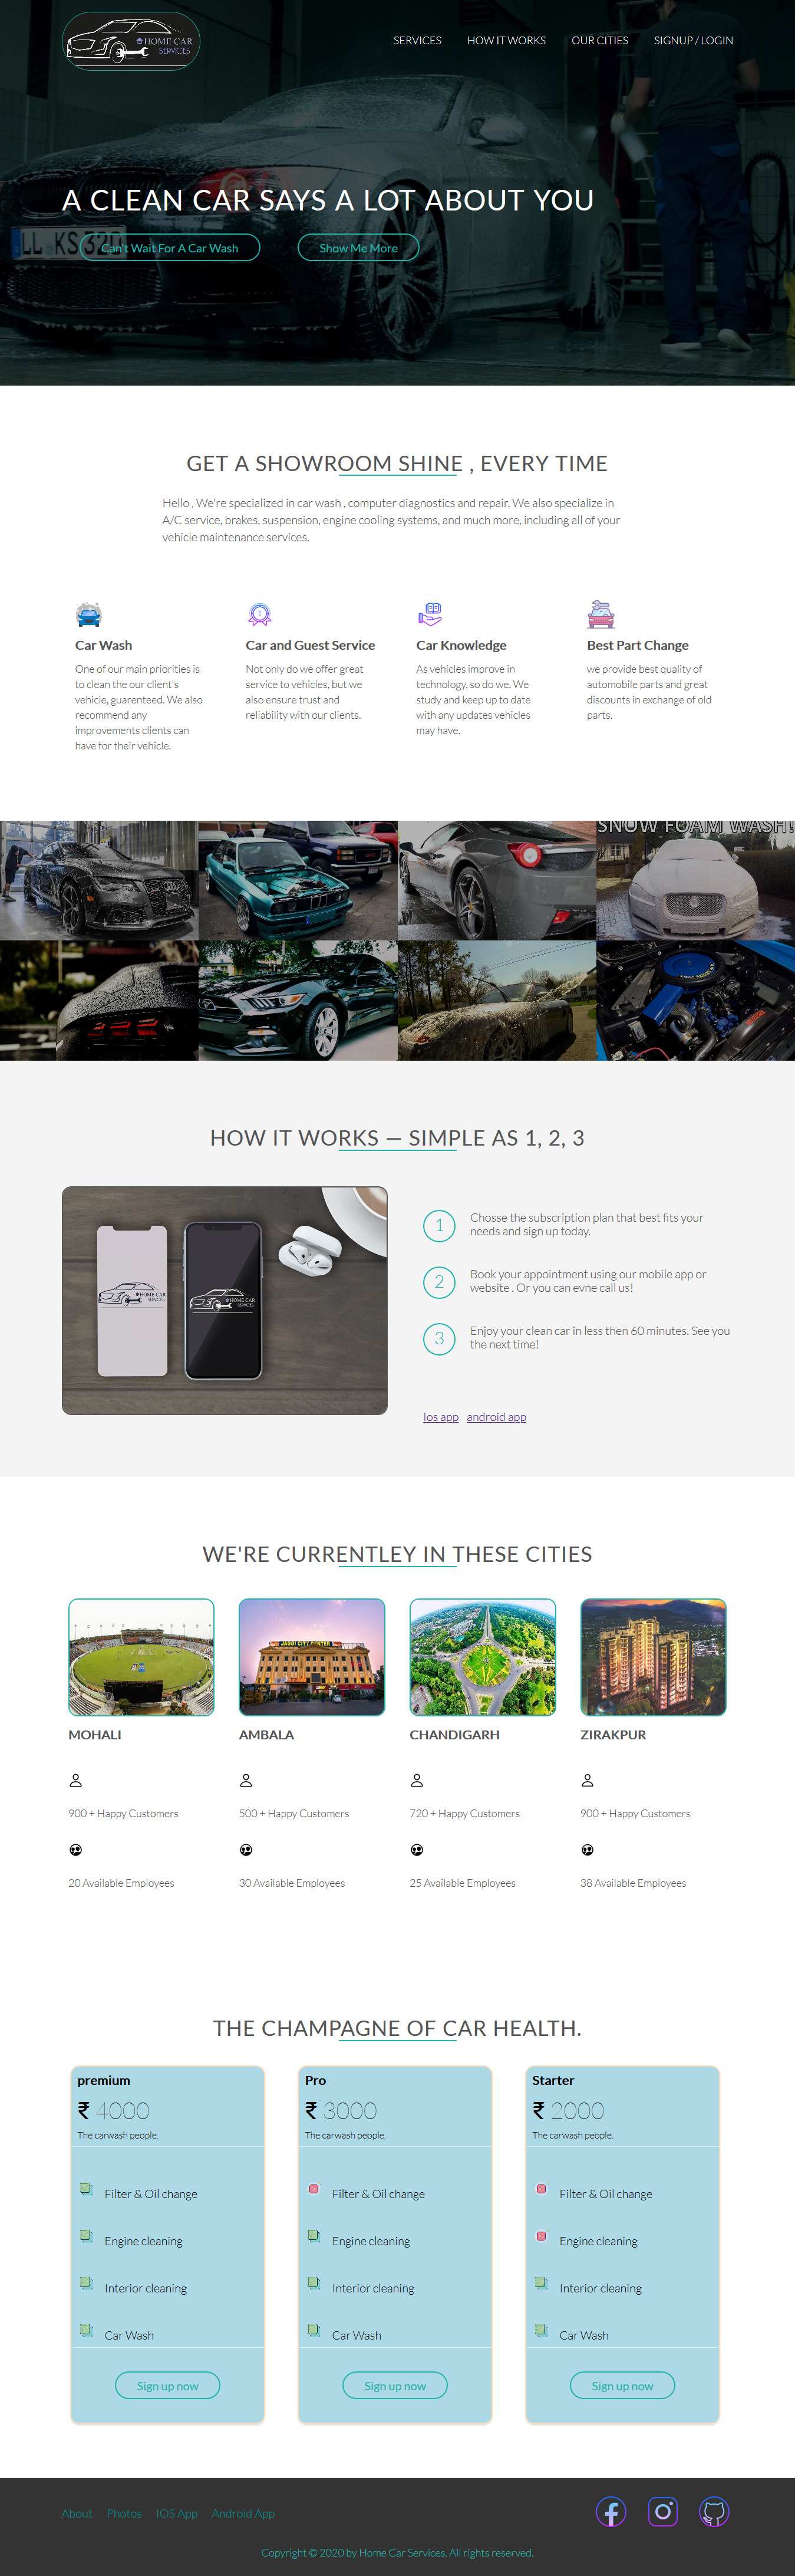 HOME CAR
SERVICES
SERVICES HOW IT WORKS OUR CITIES SIGNUP / LOGIN
A CLEAN CAR SAYS A LOT ABOUT YOU
LL KS 320
Can't Wait For A Car Wash Show Me More
GET A SHOWROOM SHINE , EVERY TIME
Hello , We're specialized in car wash , computer diagnostics and repair. We also specialize in
A/C service, brakes, suspension, engine cooling systems, and much more, including all of your
vehicle maintenance services.
Car Wash
One of our main priorities is
to clean the our client's
vehicle, guarenteed. We also
recommend any
improvements clients can
have for their vehicle.
Car and Guest Service
Not only do we offer great
service to vehicles, but we
also ensure trust and
reliability with our clients.
Car Knowledge
As vehicles improve in
technology, so do we. We
study and keep up to date
with any updates vehicles
may have.
Best Part Change
we provide best quality of
automobile parts and great
discounts in exchange of old
parts.
SNOW FOAM WASH!
HOW IT WORKS — SIMPLE AS 1, 2, 3
HOME CAR
SERVICES
HOME CAR
SERVICES
1
Chosse the subscription plan that best fits your
needs and sign up today.
2
Book your appointment using our mobile app or
website . Or you can evne call us!
3
Enjoy your clean car in less then 60 minutes. See you
the next time!
Ios app android app
WE'RE CURRENTLEY IN THESE CITIES
JAGGI CITY CENTER
MOHALI
900 + Happy Customers
20 Available Employees
AMBALA
500 + Happy Customers
30 Available Employees
CHANDIGARH
720 + Happy Customers
25 Available Employees
ZIRAKPUR
900 + Happy Customers
38 Available Employees
THE CHAMPAGNE OF CAR HEALTH.
premium
₹ 4000
The carwash people.
Filter & Oil change
Engine cleaning
Interior cleaning
Car Wash
Sign up now
Pro
₹ 3000
The carwash people.
Filter & Oil change
Engine cleaning
Interior cleaning
Car Wash
Sign up now
Starter
₹ 2000
The carwash people.
Filter & Oil change
Engine cleaning
Interior cleaning
Car Wash
Sign up now
About Photos IOS App Android App
Copyright © 2020 by Home Car Services. All rights reserved.